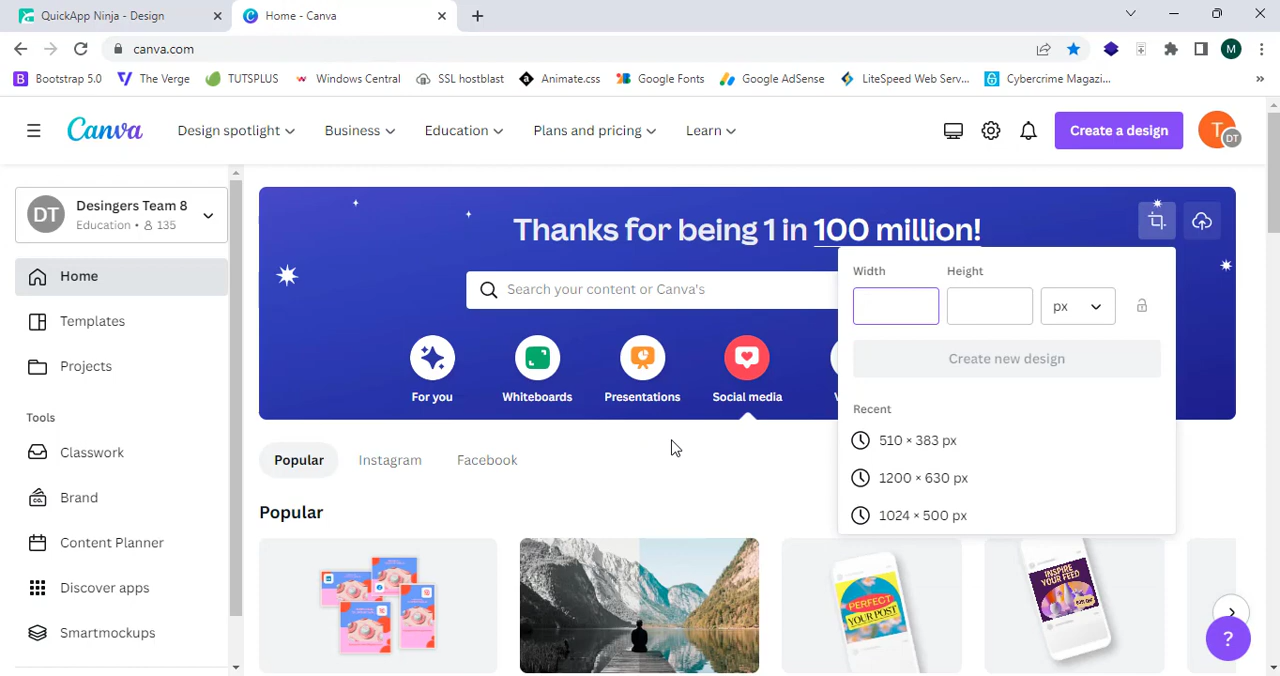 QuickApp Ninja - Design
Home - Canva
canva.com
M
Bootstrap 5.0
The Verge
TUTSPLUS
Windows Central
SSL hostblast
Animate.css
Google Fonts
Google AdSense
LiteSpeed Web Serv...
Cybercrime Magazi...
Canva
Design spotlight
Business
Education
Plans and pricing
Learn
Create a design
T
DT
DT
Desingers Team 8
Education • 135
Home
Templates
Projects
Tools
Classwork
Brand
Content Planner
Discover apps
Smartmockups
Thanks for being 1 in 100 million!
Search your content or Canva's
For you
Whiteboards
Presentations
Social media
Width
Height
px
Create new design
Recent
510 × 383 px
1200 × 630 px
1024 × 500 px
Popular
Instagram
Facebook
Popular
PERFECT
YOUR POST
INSPIRE
YOUR FEED
?